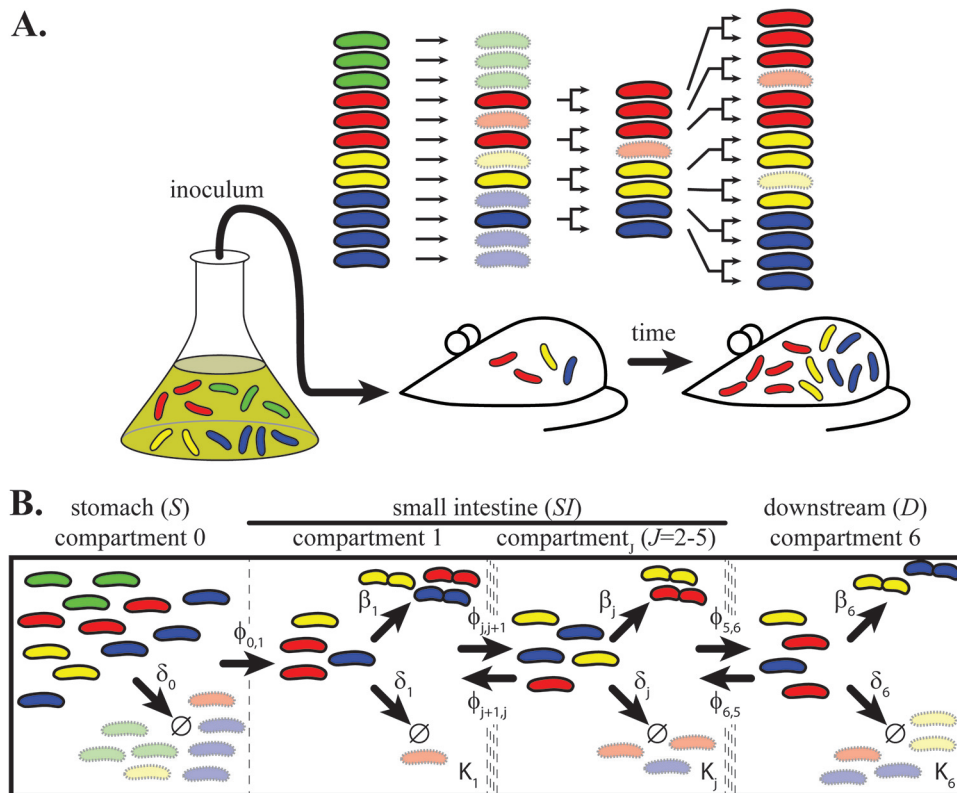 A.
inoculum
time
B.
stomach (S)
compartment 0
small intestine (SI)
compartment 1
compartmentⱼ (J=2-5)
downstream (D)
compartment 6
ϕ0,1
δ0
∅
β1
δ1
∅
K1
ϕj,j+1
ϕj+1,j
βj
δj
∅
Kj
ϕ5,6
ϕ6,5
β6
δ6
∅
K6